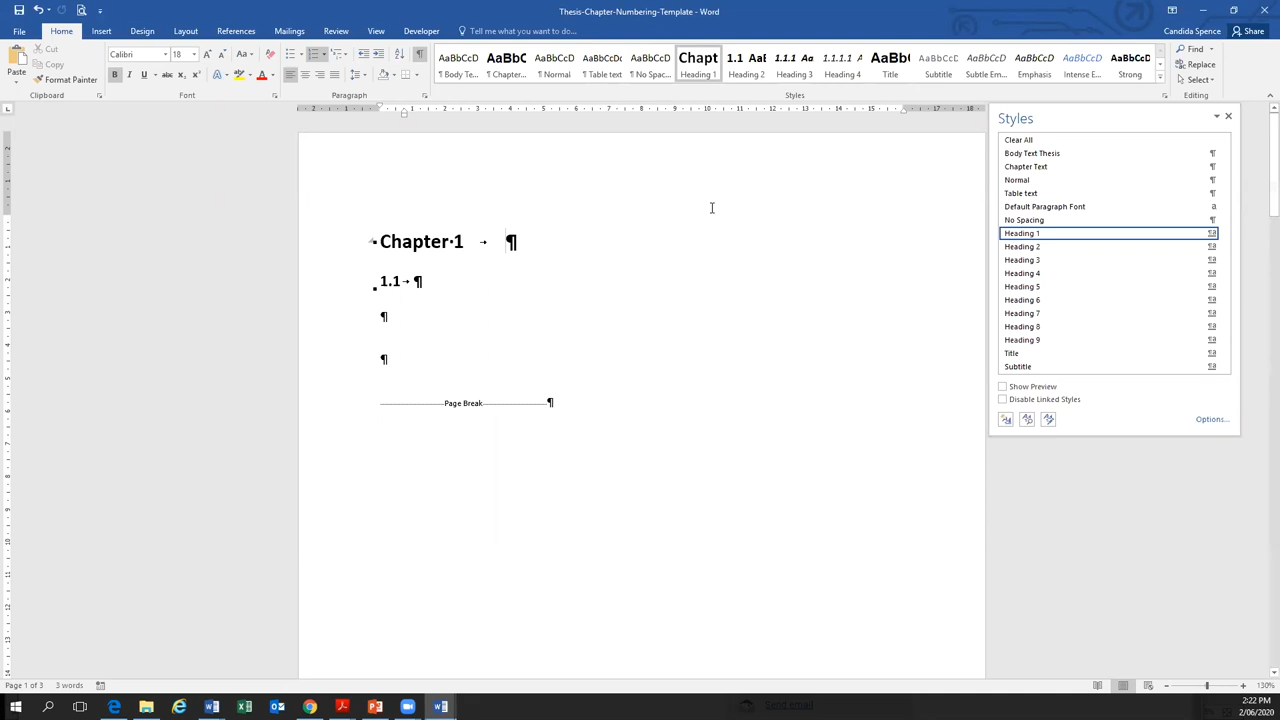 Thesis-Chapter-Numbering-Template - Word
Candida Spence
Share
File
Home
Insert
Design
Layout
References
Mailings
Review
View
Developer
Tell me what you want to do...
Paste
Cut
Copy
Format Painter
Clipboard
Calibri
18
Font
Paragraph
AaBbCcD
¶ Body Te...
AaBbC
¶ Chapter...
AaBbCcD
¶ Normal
AaBbCcDc
¶ Table text
AaBbCcD
¶ No Spac...
Chapt
Heading 1
1.1 AaB
Heading 2
1.1.1 Aa
Heading 3
1.1.1.1 A
Heading 4
AaBb(
Title
AaBbCcD
Subtitle
AaBbCcD
Subtle Em...
AaBbCcD
Emphasis
AaBbCcD
Intense E...
AaBbCcD
Strong
Styles
Find
Replace
Select
Editing
Chapter·1 → ¶
1.1→ ¶
¶
¶
Page Break ¶
Styles
Clear All
Body Text Thesis
Chapter Text
Normal
Table text
Default Paragraph Font
No Spacing
Heading 1
Heading 2
Heading 3
Heading 4
Heading 5
Heading 6
Heading 7
Heading 8
Heading 9
Title
Subtitle
Show Preview
Disable Linked Styles
Options...
Page 1 of 3
3 words
130%
Send email
2:22 PM
2/06/2020